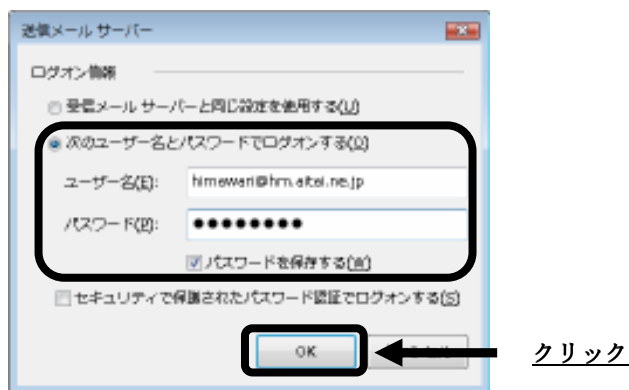 送信メール サーバー
ログオン情報
受信メール サーバーと同じ設定を使用する(U)
次のユーザー名とパスワードでログオンする(O)
ユーザー名(E): himawari@hm.aitai.ne.jp
パスワード(P): ●●●●●●●●
パスワードを保存する(W)
セキュリティで保護されたパスワード認証でログオンする(S)
OK
クリック